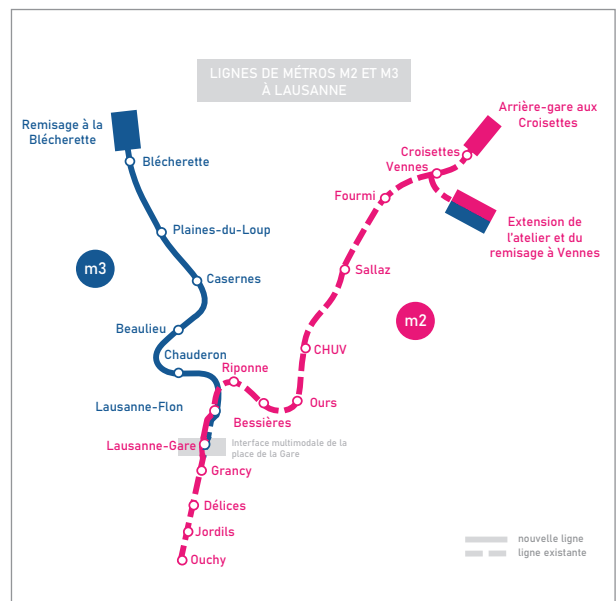 LIGNES DE MÉTROS M2 ET M3
À LAUSANNE
Arrière-gare aux
Croisettes
Remisage à la
Blécherette
Croisettes
Blécherette
Vennes
Fourmi
Extension de
l'atelier et du
remisage à Vennes
Plaines-du-Loup
m3
Sallaz
Casernes
m2
Beaulieu
CHUV
Chauderon
Riponne
Lausanne-Flon
Ours
Bessières
Lausanne-Gare
Interface multimodale de la
place de la Gare
Grancy
Délices
Jordils
Ouchy
nouvelle ligne
ligne existante